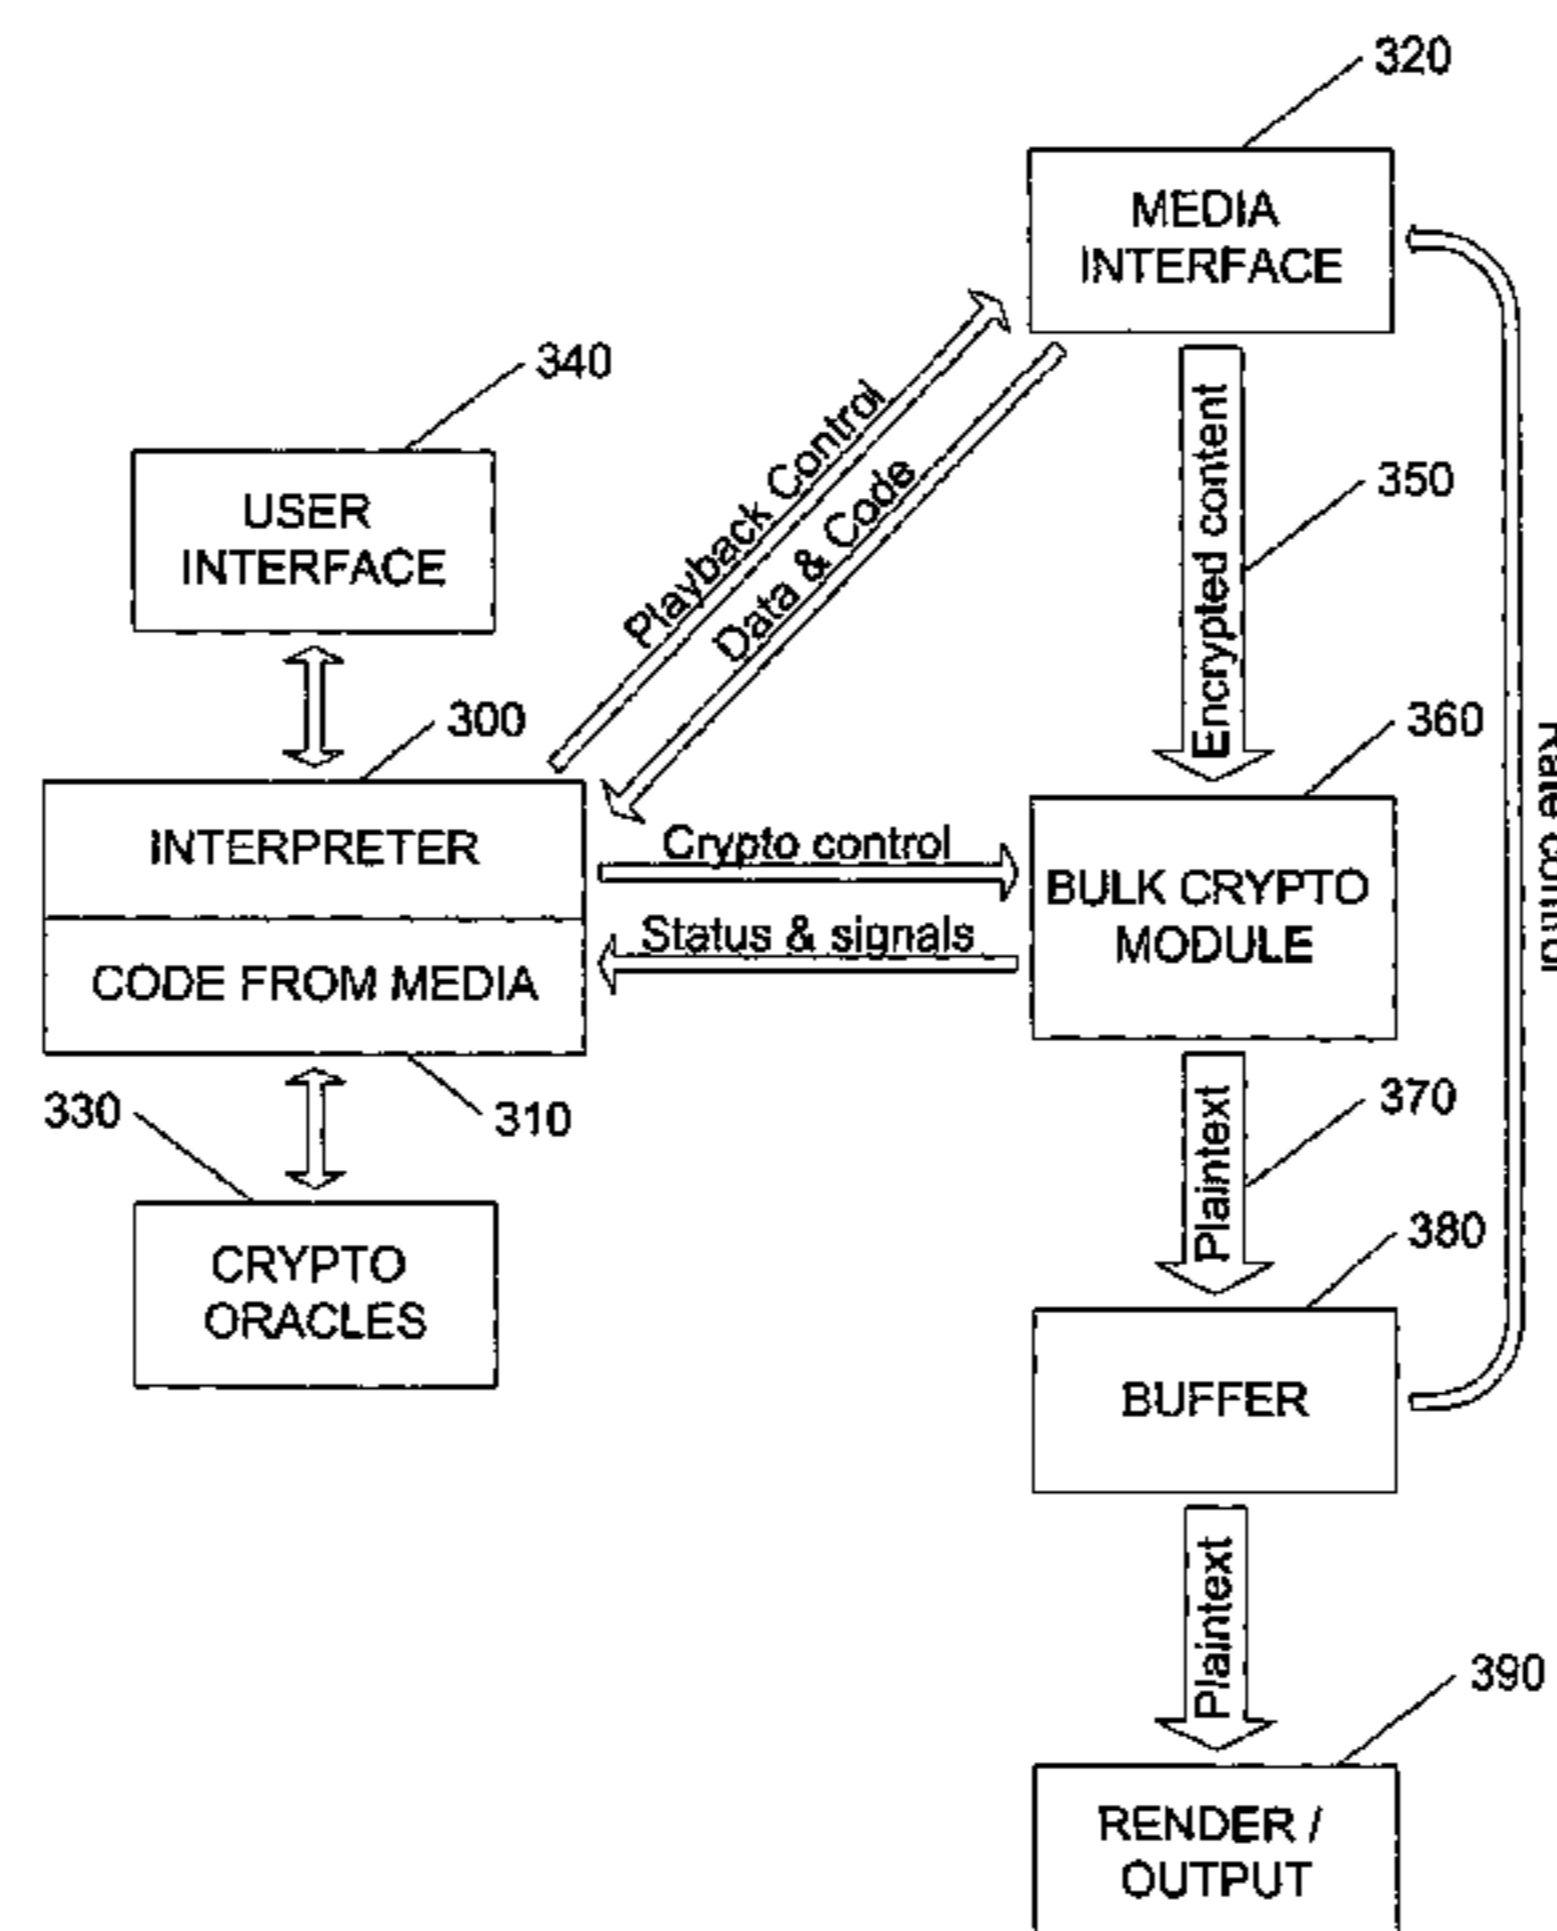 320
MEDIA
INTERFACE
340
USER
INTERFACE
Playback Control
Data & Code
Encrypted content
350
300
360
INTERPRETER
CODE FROM MEDIA
Crypto control
Status & signals
BULK CRYPTO
MODULE
Rate control
330
310
370
Plaintext
CRYPTO
ORACLES
380
BUFFER
Plaintext
390
RENDER /
OUTPUT